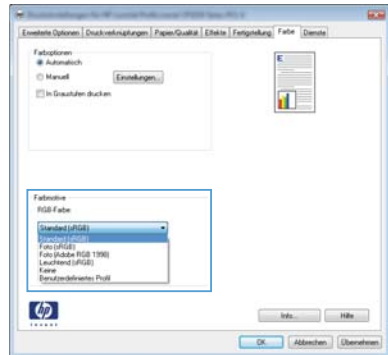 Erweiterte Optionen Druckverknüpfungen Papier/Qualität Effekte Fertigstellung Farbe Dienste
Farboptionen
Automatisch
Manuell Einstellungen...
In Graustufen drucken
E
Farbmotive
RGB-Farbe:
Standard (sRGB)
Standard (sRGB)
Foto (sRGB)
Foto (Adobe RGB 1998)
Leuchtend (sRGB)
Keine
Benutzerdefiniertes Profil
hp
invent
Info... Hilfe
OK Abbrechen Übernehmen